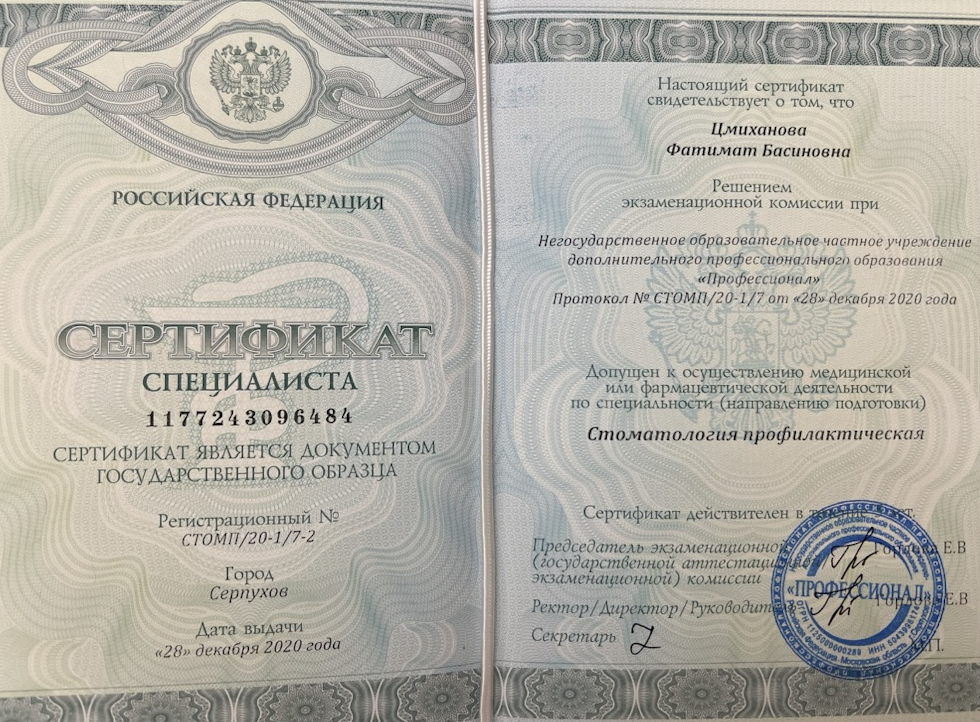 РОССИЙСКАЯ ФЕДЕРАЦИЯ
СЕРТИФИКАТ
СПЕЦИАЛИСТА
1177243096484
СЕРТИФИКАТ ЯВЛЯЕТСЯ ДОКУМЕНТОМ
ГОСУДАРСТВЕННОГО ОБРАЗЦА
Регистрационный №
СТОМП/20-1/7-2
Город
Серпухов
Дата выдачи
«28» декабря 2020 года
Настоящий сертификат
свидетельствует о том, что
Цмиханова
Фатимат Басиновна
Решением
экзаменационной комиссии при
Негосударственное образовательное частное учреждение
дополнительного профессионального образования
«Профессионал»
Протокол № СТОМП/20-1/7 от «28» декабря 2020 года
Допущен к осуществлению медицинской
или фармацевтической деятельности
по специальности (направлению подготовки)
Стоматология профилактическая
Сертификат действителен в
Председатель экзаменационной
(государственной
экзаменационной) комиссии
Е.В
Ректор/Директор/Руководитель
Е.В
Секретарь
«ПРОФЕССИОНАЛ»